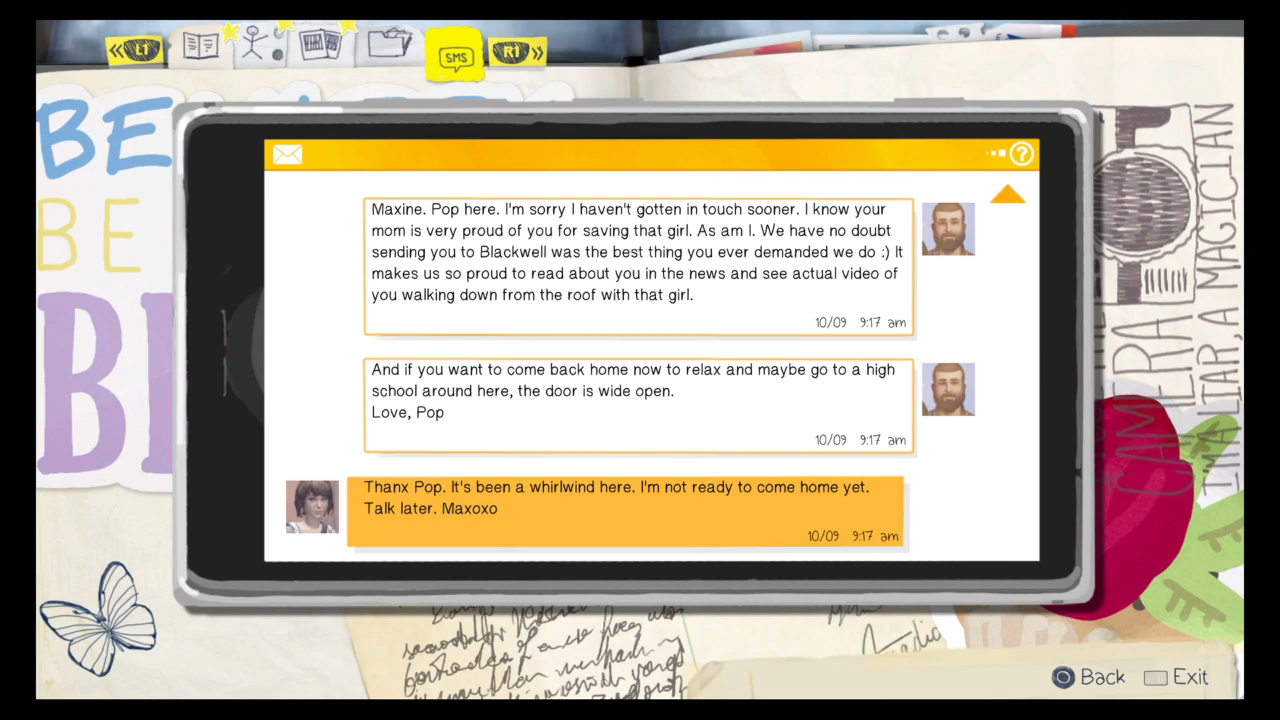 L1
SMS
R1
BE
BE
BE
?
Maxine. Pop here. I'm sorry I haven't gotten in touch sooner. I know your
mom is very proud of you for saving that girl. As am I. We have no doubt
sending you to Blackwell was the best thing you ever demanded we do :) It
makes us so proud to read about you in the news and see actual video of
you walking down from the roof with that girl.
10/09 9:17 am
And if you want to come back home now to relax and maybe go to a high
school around here, the door is wide open.
Love, Pop
10/09 9:17 am
Thanx Pop. It's been a whirlwind here. I'm not ready to come home yet.
Talk later. Maxoxo
10/09 9:17 am
CAMERA
LIAR, A MAGICIAN
Back
Exit